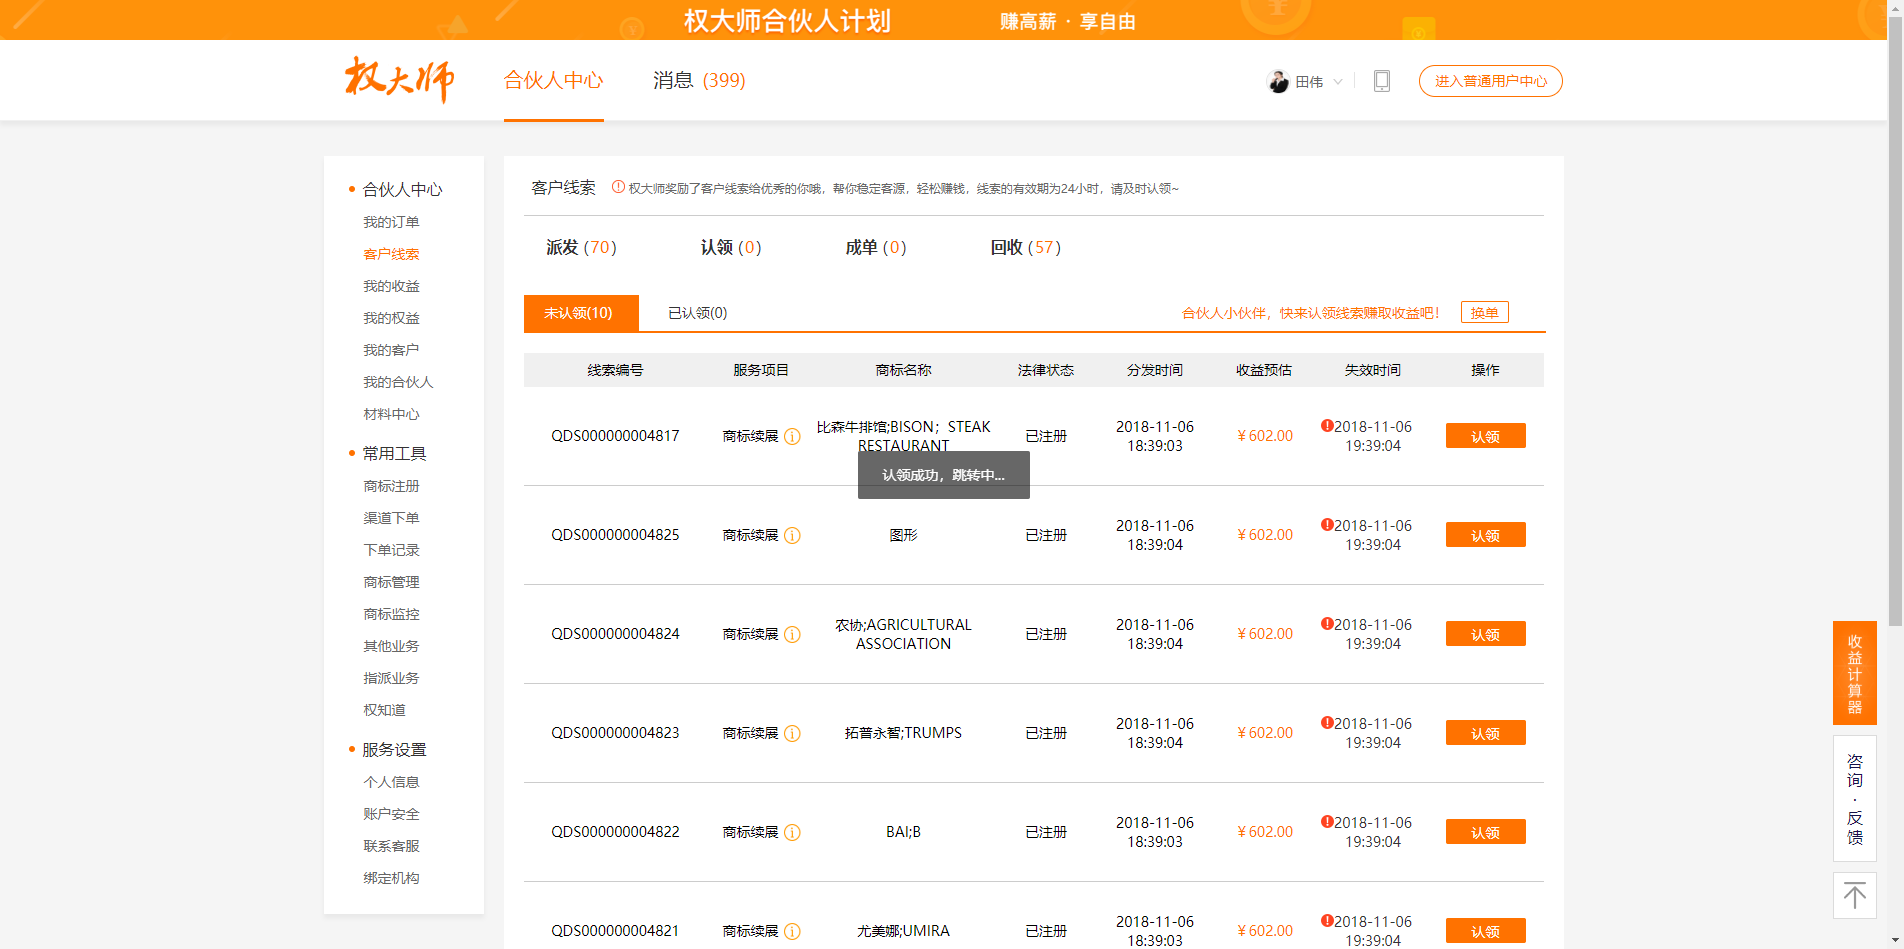 权大师合伙人计划 赚高薪 · 享自由
权大师 合伙人中心 消息 (399) 田伟 进入普通用户中心
合伙人中心
我的订单
客户线索
我的收益
我的权益
我的客户
我的合伙人
材料中心
常用工具
商标注册
渠道下单
下单记录
商标管理
商标监控
其他业务
指派业务
权知道
服务设置
个人信息
账户安全
联系客服
绑定机构
客户线索 权大师奖励了客户线索给优秀的你哦，帮你稳定客源，轻松赚钱，线索的有效期为24小时，请及时认领~
派发 (70) 认领 (0) 成单 (0) 回收 (57)
未认领(10) 已认领(0) 合伙人小伙伴，快来认领线索赚取收益吧！ 换单
线索编号 服务项目 商标名称 法律状态 分发时间 收益预估 失效时间 操作
QDS000000004817 商标续展 比森牛排馆;BISON；STEAK RESTAURANT 已注册 2018-11-06 18:39:03 ￥602.00 2018-11-06 19:39:04 认领
认领成功，跳转中...
QDS000000004825 商标续展 图形 已注册 2018-11-06 18:39:04 ￥602.00 2018-11-06 19:39:04 认领
QDS000000004824 商标续展 农协;AGRICULTURAL ASSOCIATION 已注册 2018-11-06 18:39:04 ￥602.00 2018-11-06 19:39:04 认领
QDS000000004823 商标续展 拓普永智;TRUMPS 已注册 2018-11-06 18:39:04 ￥602.00 2018-11-06 19:39:04 认领
QDS000000004822 商标续展 BAI;B 已注册 2018-11-06 18:39:03 ￥602.00 2018-11-06 19:39:04 认领
QDS000000004821 商标续展 尤美娜;UMIRA 已注册 2018-11-06 18:39:03 ￥602.00 2018-11-06 19:39:04 认领
收益计算器
咨询·反馈